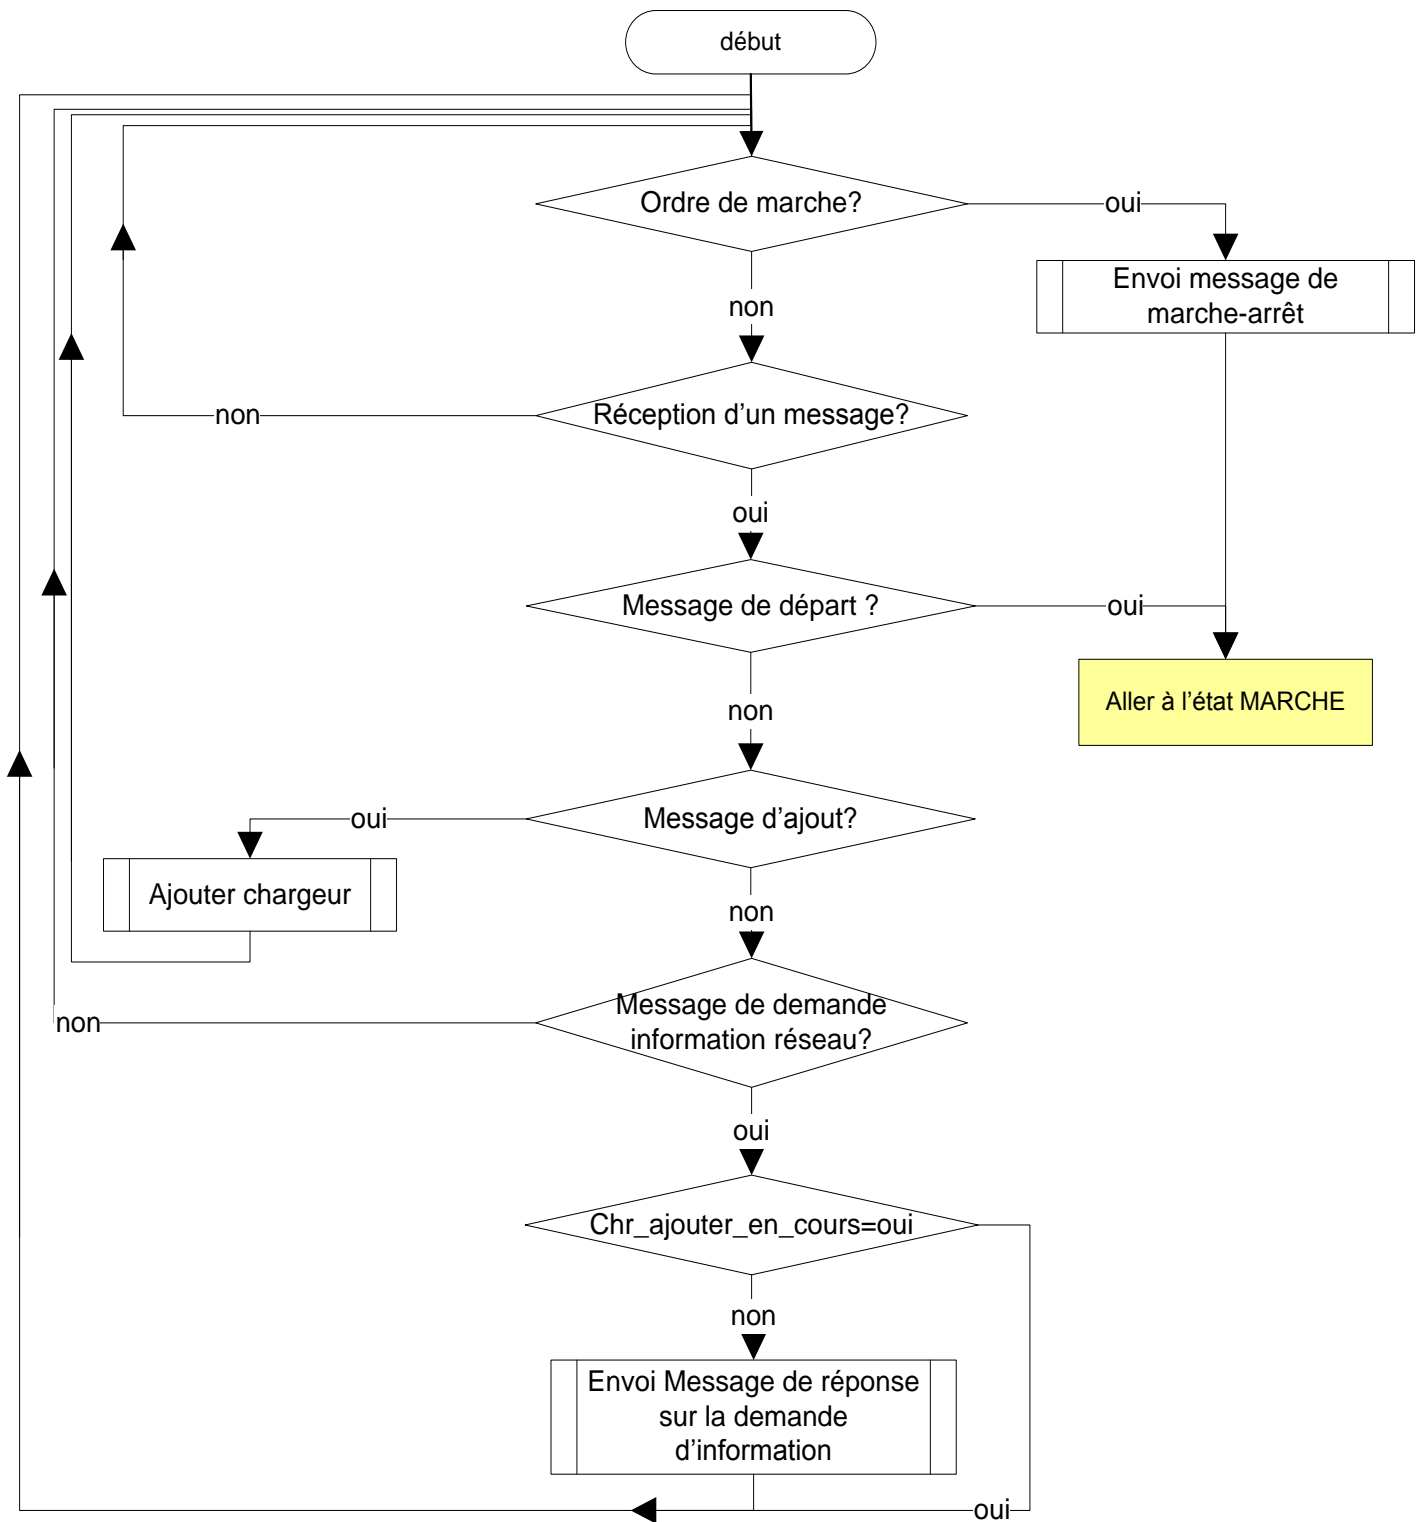 début
Ordre de marche?
oui
Envoi message de
marche-arrêt
non
Réception d'un message?
non
oui
Message de départ ?
oui
Aller à l'état MARCHE
non
Message d'ajout?
oui
Ajouter chargeur
non
Message de demande
information réseau?
non
oui
Chr_ajouter_en_cours=oui
non
Envoi Message de réponse
sur la demande
d'information
oui